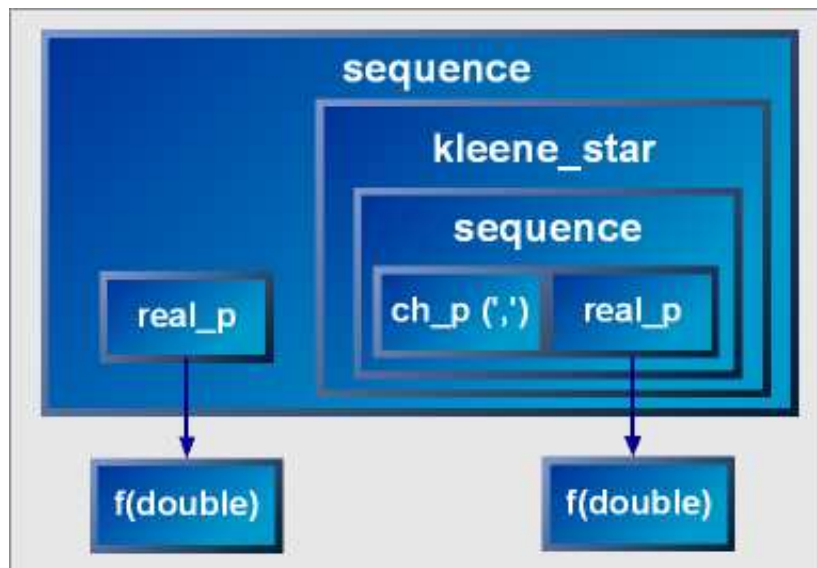 sequence
kleene_star
sequence
real_p
ch_p (',')
real_p
f(double)
f(double)